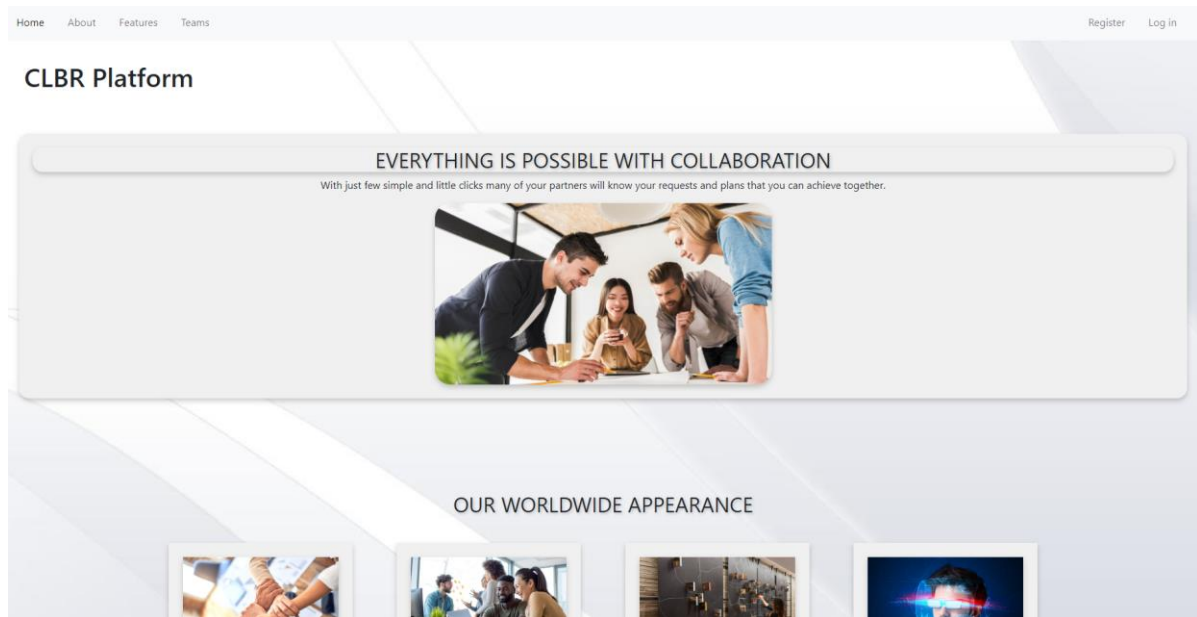 Home About Features Teams Register Log in
CLBR Platform
EVERYTHING IS POSSIBLE WITH COLLABORATION
With just few simple and little clicks many of your partners will know your requests and plans that you can achieve together.
OUR WORLDWIDE APPEARANCE